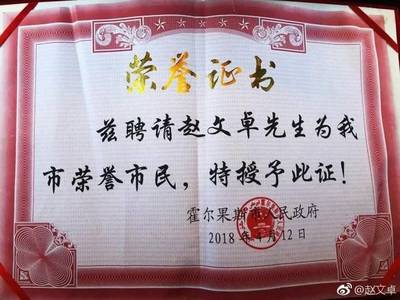 荣誉证书
兹聘请赵文卓先生为我
市荣誉市民，特授予此证！
霍尔果斯市人民政府
2018年4月12日
@赵文卓